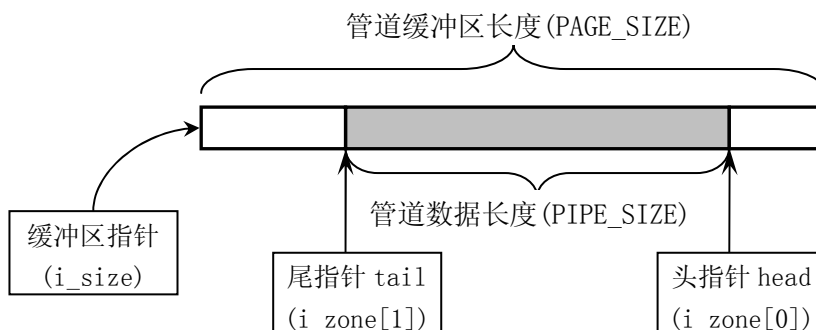 管道缓冲区长度(PAGE_SIZE)
管道数据长度(PIPE_SIZE)
缓冲区指针
(i_size)
尾指针 tail
(i_zone[1])
头指针 head
(i_zone[0])